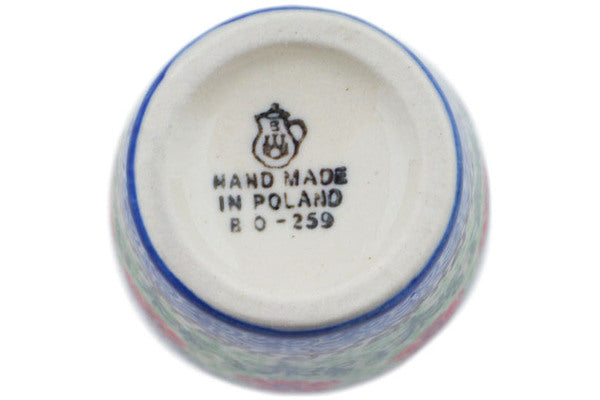 HAND MADE
IN POLAND
B O - 259